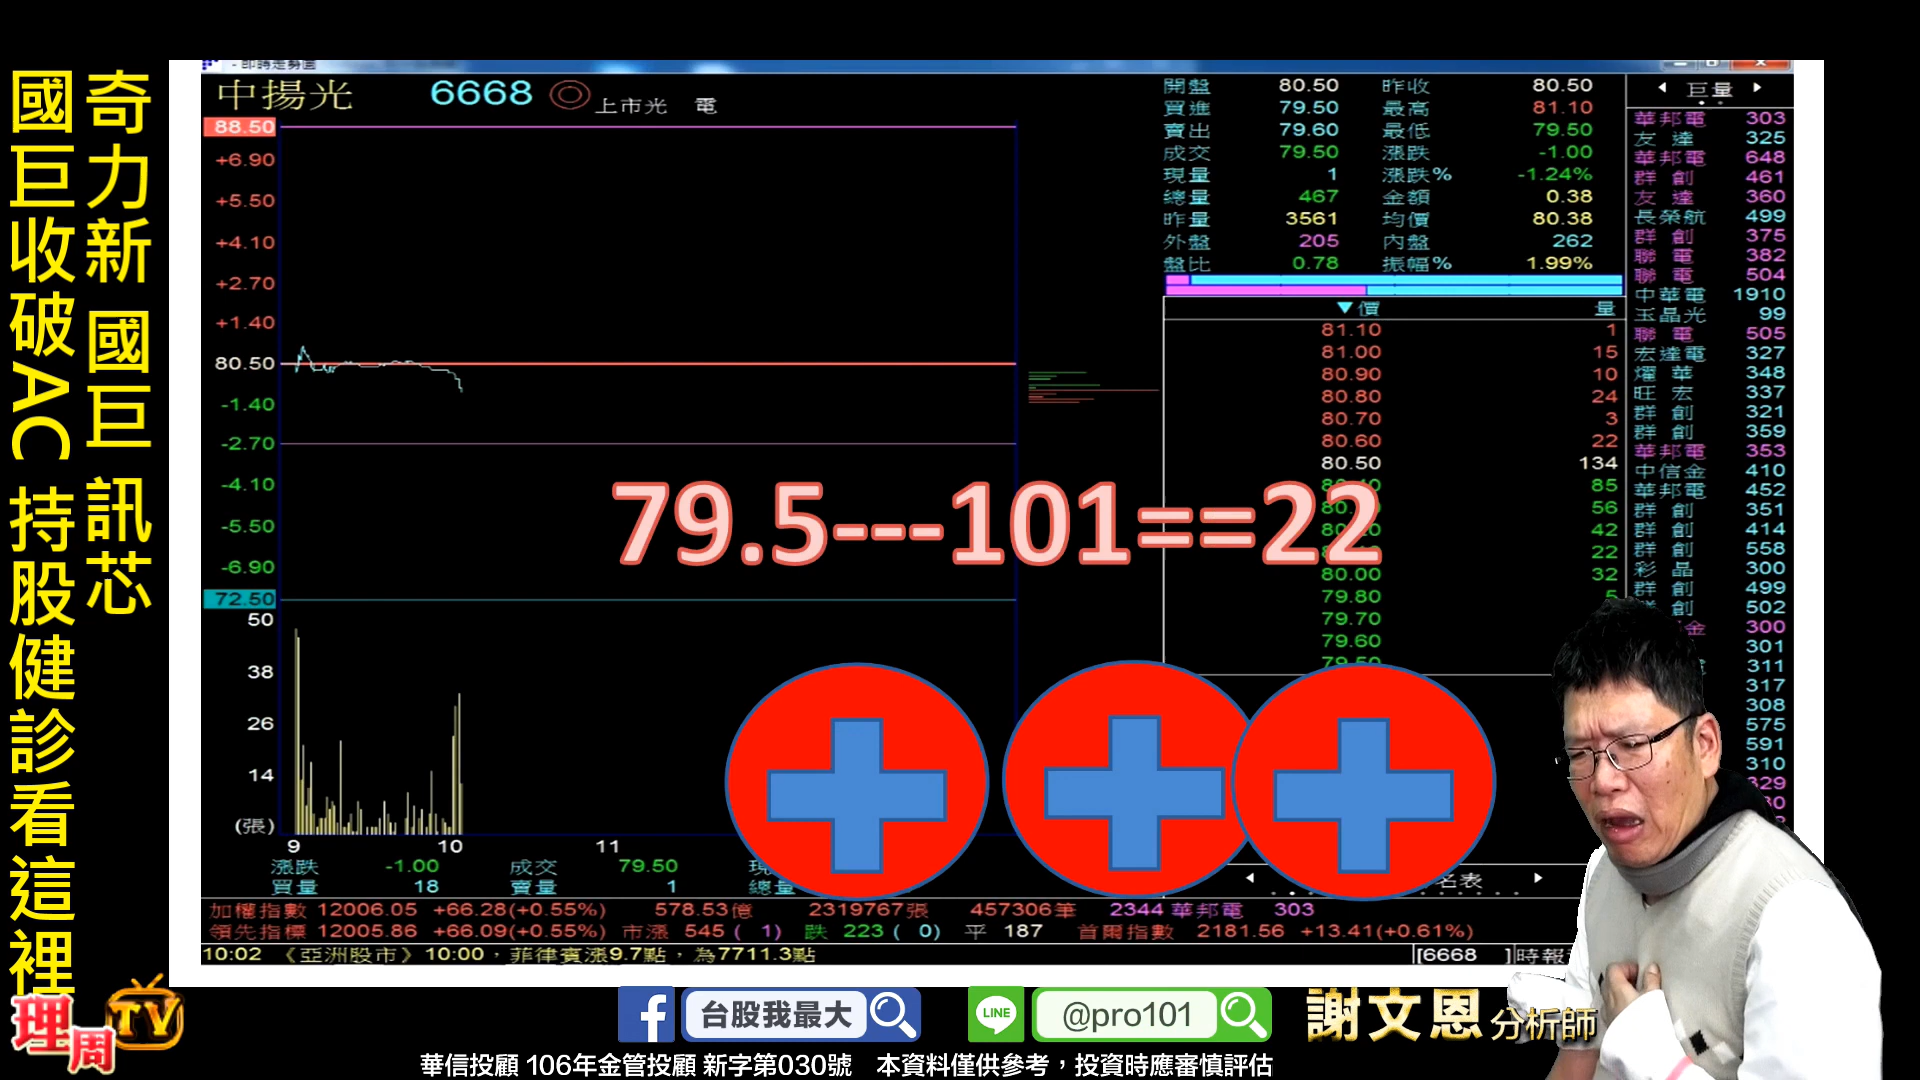 奇力新 國巨 訊芯
國巨收破AC 持股健診看這裡
中揚光 6668 上市光 電
88.50
+6.90
+5.50
+4.10
+2.70
+1.40
80.50
-1.40
-2.70
-4.10
-5.50
-6.90
72.50
50
38
26
14
(張)
9 10 11
開盤 80.50 昨收 80.50
買進 79.50 最高 81.10
賣出 79.60 最低 79.50
成交 79.50 漲跌 -1.00
現量 1 漲跌% -1.24%
總量 467 金額 0.38
昨量 3561 均價 80.38
外盤 205 內盤 262
盤比 0.78 振幅% 1.99%
▼價 量
81.10 1
81.00 15
80.90 10
80.80 24
80.70 3
80.60 22
80.50 134
85
56
42
22
80.00 32
79.80 5
79.70
79.60
79.50
79.5---101==22
巨量
華邦電 303
友達 325
華邦電 648
群創 461
友達 360
長榮航 499
群創 375
聯電 382
聯電 504
中華電 1910
玉晶光 99
聯電 505
宏達電 327
燿華 348
旺宏 337
群創 321
群創 359
華邦電 353
中信金 410
華邦電 452
群創 351
群創 414
群創 558
彩晶 300
群創 499
創 502
金 300
301
311
317
308
575
591
310
329
漲跌 -1.00 成交 79.50
買量 18 賣量 1 總量
名表
加權指數 12006.05 +66.28(+0.55%) 578.53億 2319767張 457306筆 2344 華邦電 303
領先指標 12005.86 +66.09(+0.55%) 市漲 545 ( 1) 跌 223 ( 0) 平 187 首爾指數 2181.56 +13.41(+0.61%)
10:02 《亞洲股市》10:00，菲律賓漲9.7點，為7711.3點 [6668 ]時報
理周TV
f 台股我最大 LINE @pro101 謝文恩 分析師
華信投顧 106年金管投顧 新字第030號 本資料僅供參考，投資時應審慎評估